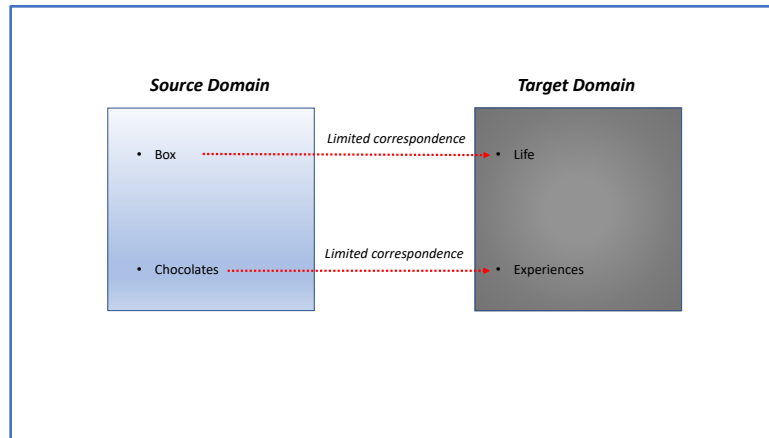 Source Domain
Target Domain
Limited correspondence
• Box
• Life
Limited correspondence
• Chocolates
• Experiences